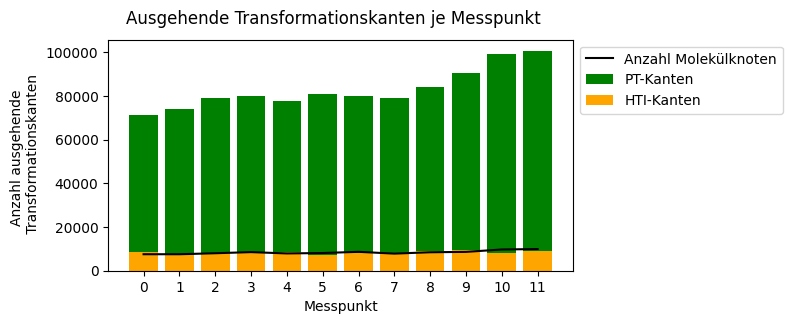 Ausgehende Transformationskanten je Messpunkt
Anzahl ausgehende
Transformationskanten
100000
80000
60000
40000
20000
0
0 1 2 3 4 5 6 7 8 9 10 11
Messpunkt
Anzahl Molekülknoten
PT-Kanten
HTI-Kanten